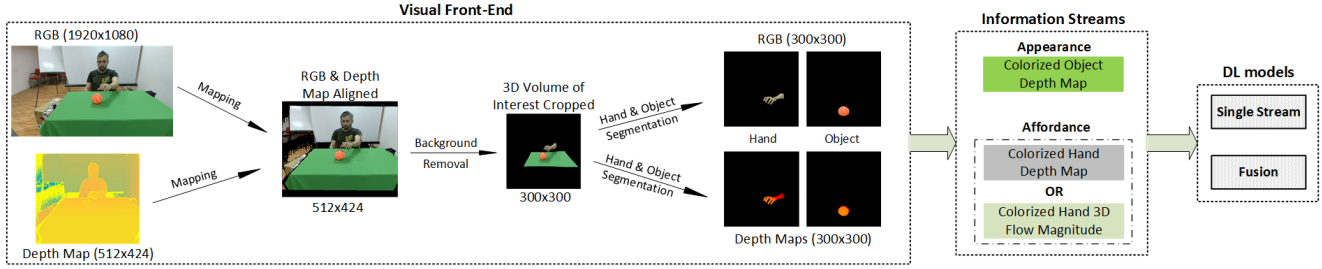 Visual Front-End
RGB (1920x1080)
Mapping
Mapping
Depth Map (512x424)
RGB & Depth
Map Aligned
512x424
Background
Removal
3D Volume of
Interest Cropped
300x300
Hand & Object
Segmentation
Hand & Object
Segmentation
RGB (300x300)
Hand
Object
Depth Maps (300x300)
Information Streams
Appearance
Colorized Object
Depth Map
Affordance
Colorized Hand
Depth Map
OR
Colorized Hand 3D
Flow Magnitude
DL models
Single Stream
Fusion